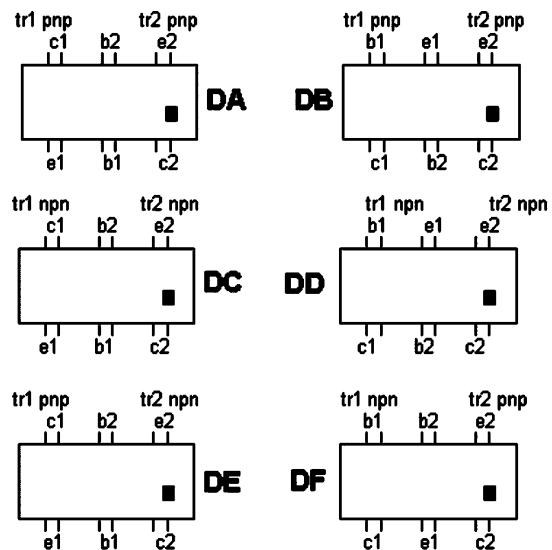 tr1 pnp tr2 pnp
c1 b2 e2
DA
e1 b1 c2
tr1 pnp tr2 pnp
b1 e1 e2
DB
c1 b2 c2
tr1 npn tr2 npn
c1 b2 e2
DC
e1 b1 c2
tr1 npn tr2 npn
b1 e1 e2
DD
c1 b2 c2
tr1 pnp tr2 npn
c1 b2 e2
DE
e1 b1 c2
tr1 npn tr2 pnp
b1 b2 e2
DF
c1 e1 c2